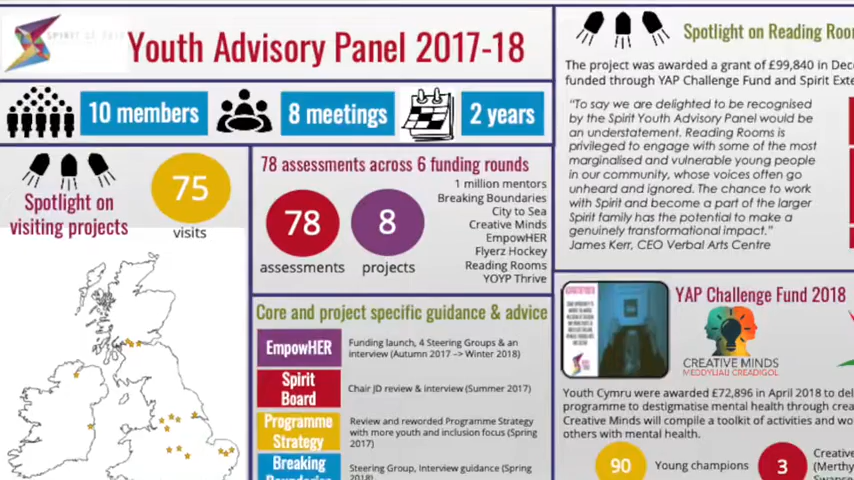 Youth Advisory Panel 2017-18
10 members
8 meetings
2 years
Spotlight on
visiting projects
75
visits
78 assessments across 6 funding rounds
78
assessments
8
projects
1 million mentors
Breaking Boundaries
City to Sea
Creative Minds
EmpowHER
Flyerz Hockey
Reading Rooms
YOYP Thrive
Core and project specific guidance & advice
EmpowHER
Funding launch, 4 Steering Groups & an
interview (Autumn 2017 –> Winter 2018)
Spirit
Board
Chair JD review & interview (Summer 2017)
Programme
Strategy
Review and reworded Programme Strategy
with more youth and inclusion focus (Spring
2017)
Breaking
Steering Group, Interview guidance (Spring
2018)
Spotlight on Reading
The project was awarded a grant of £99,840 in
funded through YAP Challenge Fund and Spirit
“To say we are delighted to be recognised
by the Spirit Youth Advisory Panel would be
an understatement. Reading Rooms is
privileged to engage with some of the most
marginalised and vulnerable young people
in our community, whose voices often go
unheard and ignored. The chance to work
with Spirit and become a part of the larger
Spirit family has the potential to make a
genuinely transformational impact.”
James Kerr, CEO Verbal Arts Centre
YAP Challenge Fund 2018
CREATIVE MINDS
MEDDYLIAU CREADIGOL
Youth Cymru were awarded £72,896 in April 2018 to
programme to destigmatise mental health through
Creative Minds will compile a toolkit of activities and
others with mental health.
90
Young champions
3